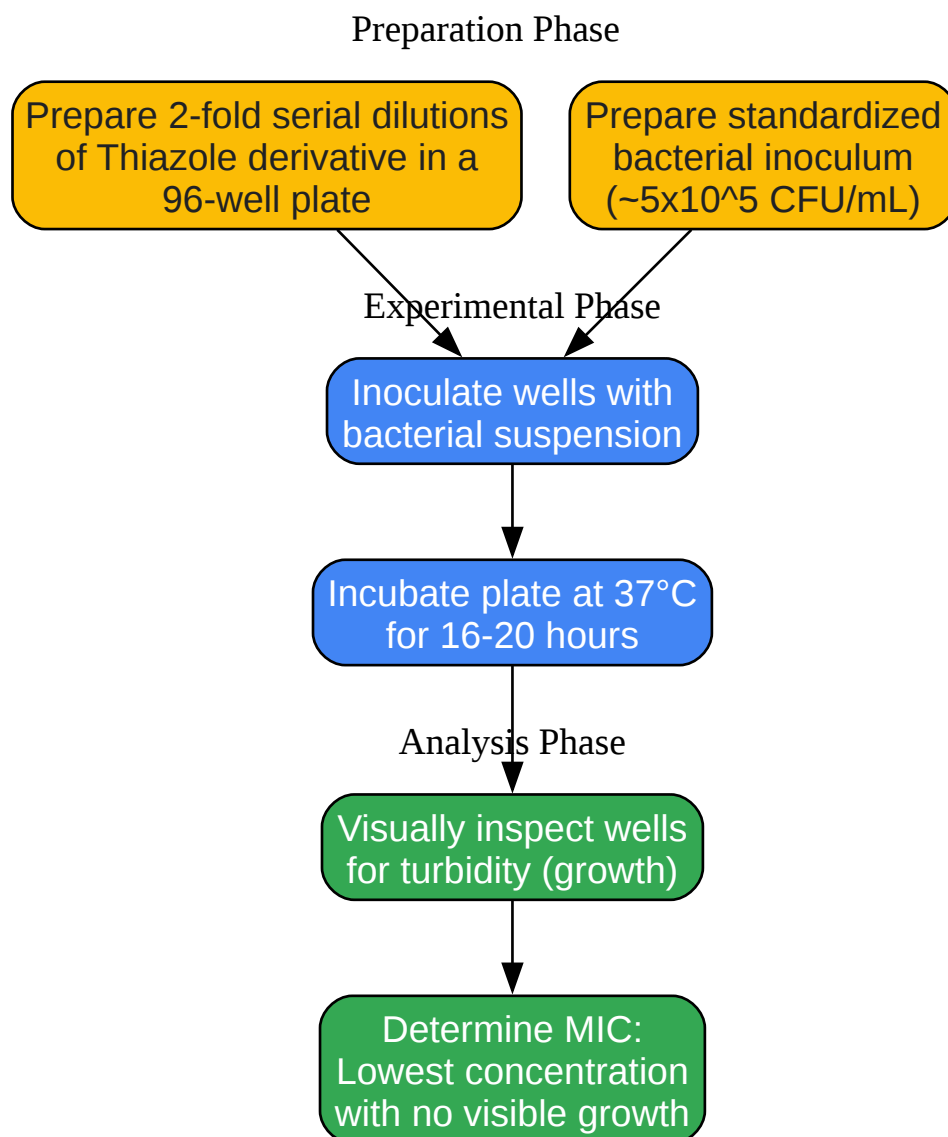 Preparation Phase
Prepare 2-fold serial dilutions
of Thiazole derivative in a
96-well plate
Prepare standardized
bacterial inoculum
(~5x10^5 CFU/mL)
Experimental Phase
Inoculate wells with
bacterial suspension
Incubate plate at 37°C
for 16-20 hours
Analysis Phase
Visually inspect wells
for turbidity (growth)
Determine MIC:
Lowest concentration
with no visible growth